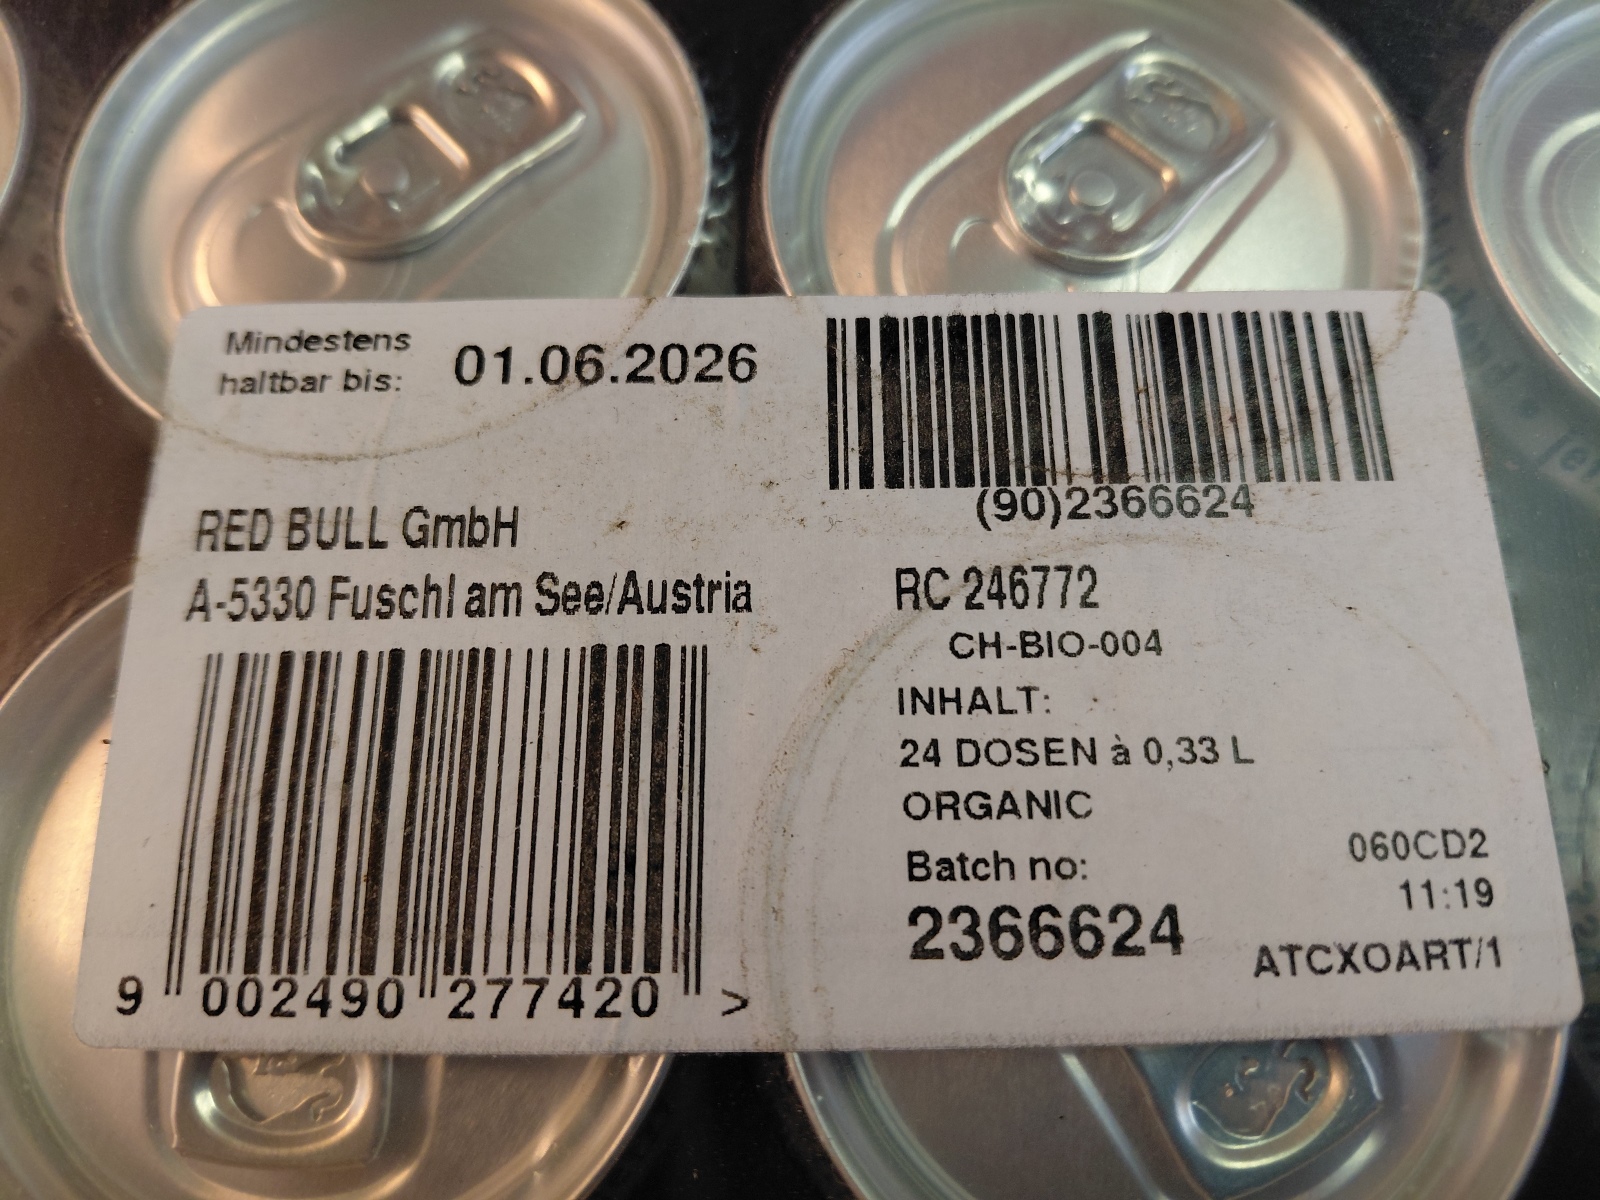 Mindestens
haltbar bis: 01.06.2026
(90)2366624
RED BULL GmbH
A-5330 Fuschl am See/Austria
9 002490 277420 >
RC 246772
CH-BIO-004
INHALT:
24 DOSEN à 0,33 L
ORGANIC
Batch no:
2366624
060CD2
11:19
ATCXOART/1